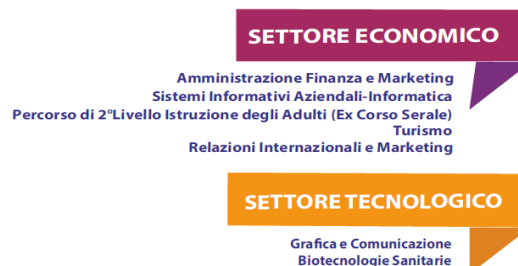 SETTORE ECONOMICO
Amministrazione Finanza e Marketing
Sistemi Informativi Aziendali-Informatica
Percorso di 2°Livello Istruzione degli Adulti (Ex Corso Serale)
Turismo
Relazioni Internazionali e Marketing
SETTORE TECNOLOGICO
Grafica e Comunicazione
Biotecnologie Sanitarie